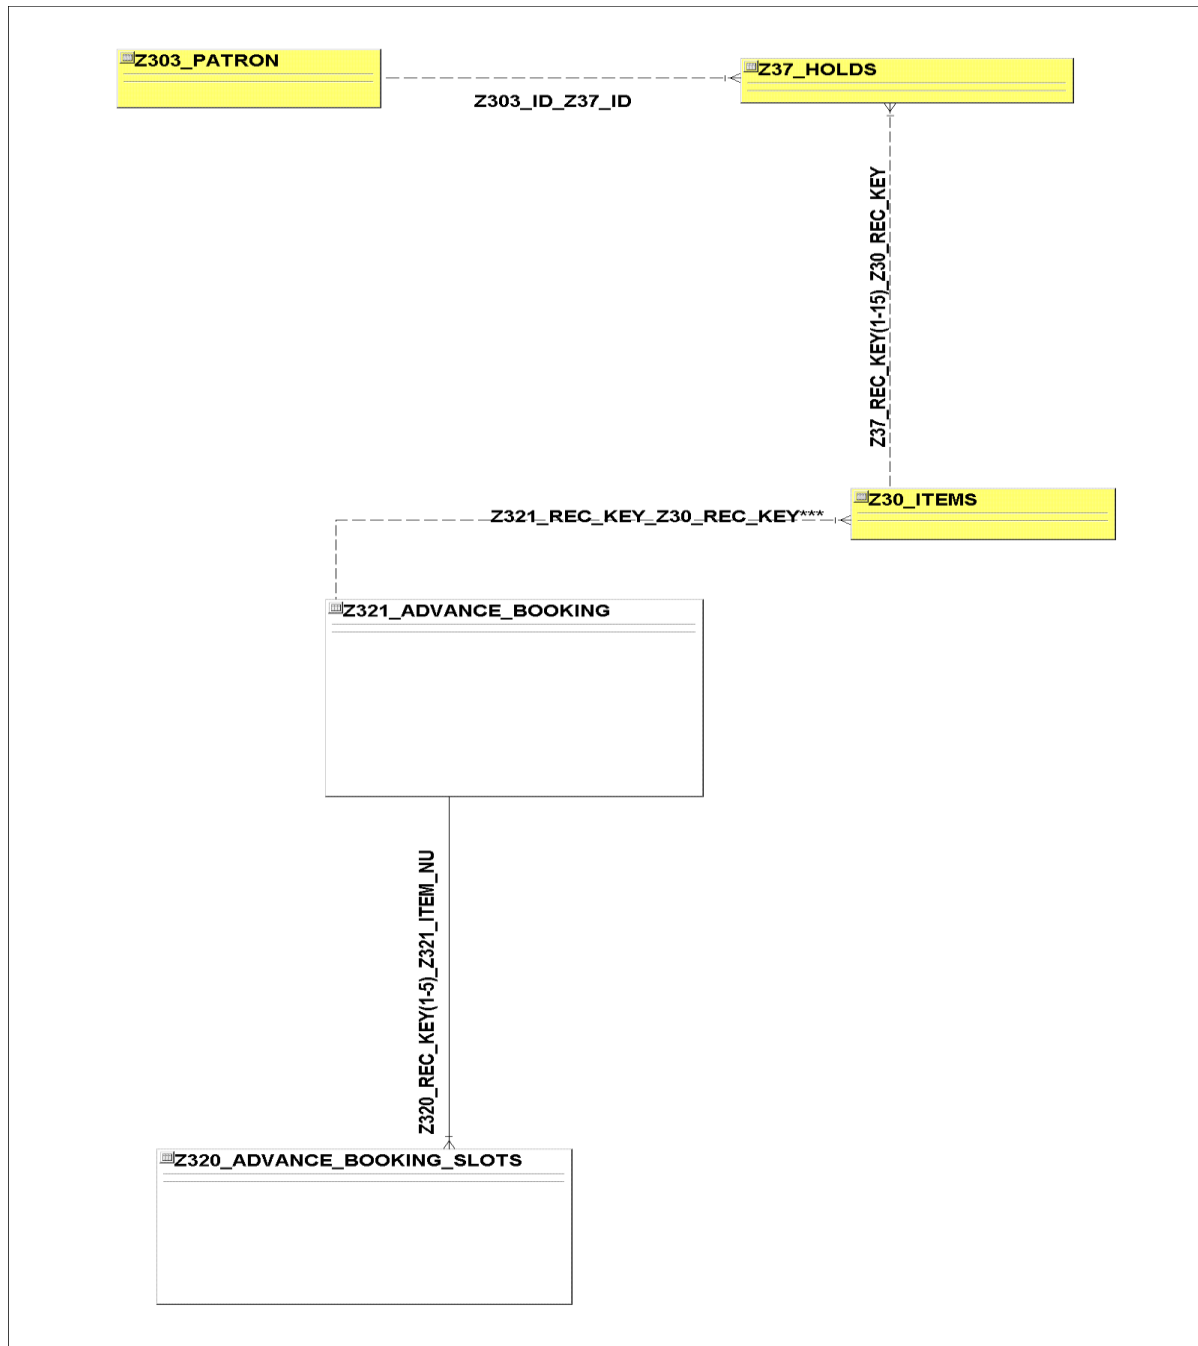 Z303_PATRON
Z37_HOLDS
Z303_ID_Z37_ID
Z37_REC_KEY(1-15)_Z30_REC_KEY
Z30_ITEMS
Z321_REC_KEY_Z30_REC_KEY***
Z321_ADVANCE_BOOKING
Z320_REC_KEY(1-5)_Z321_ITEM_NU
Z320_ADVANCE_BOOKING_SLOTS